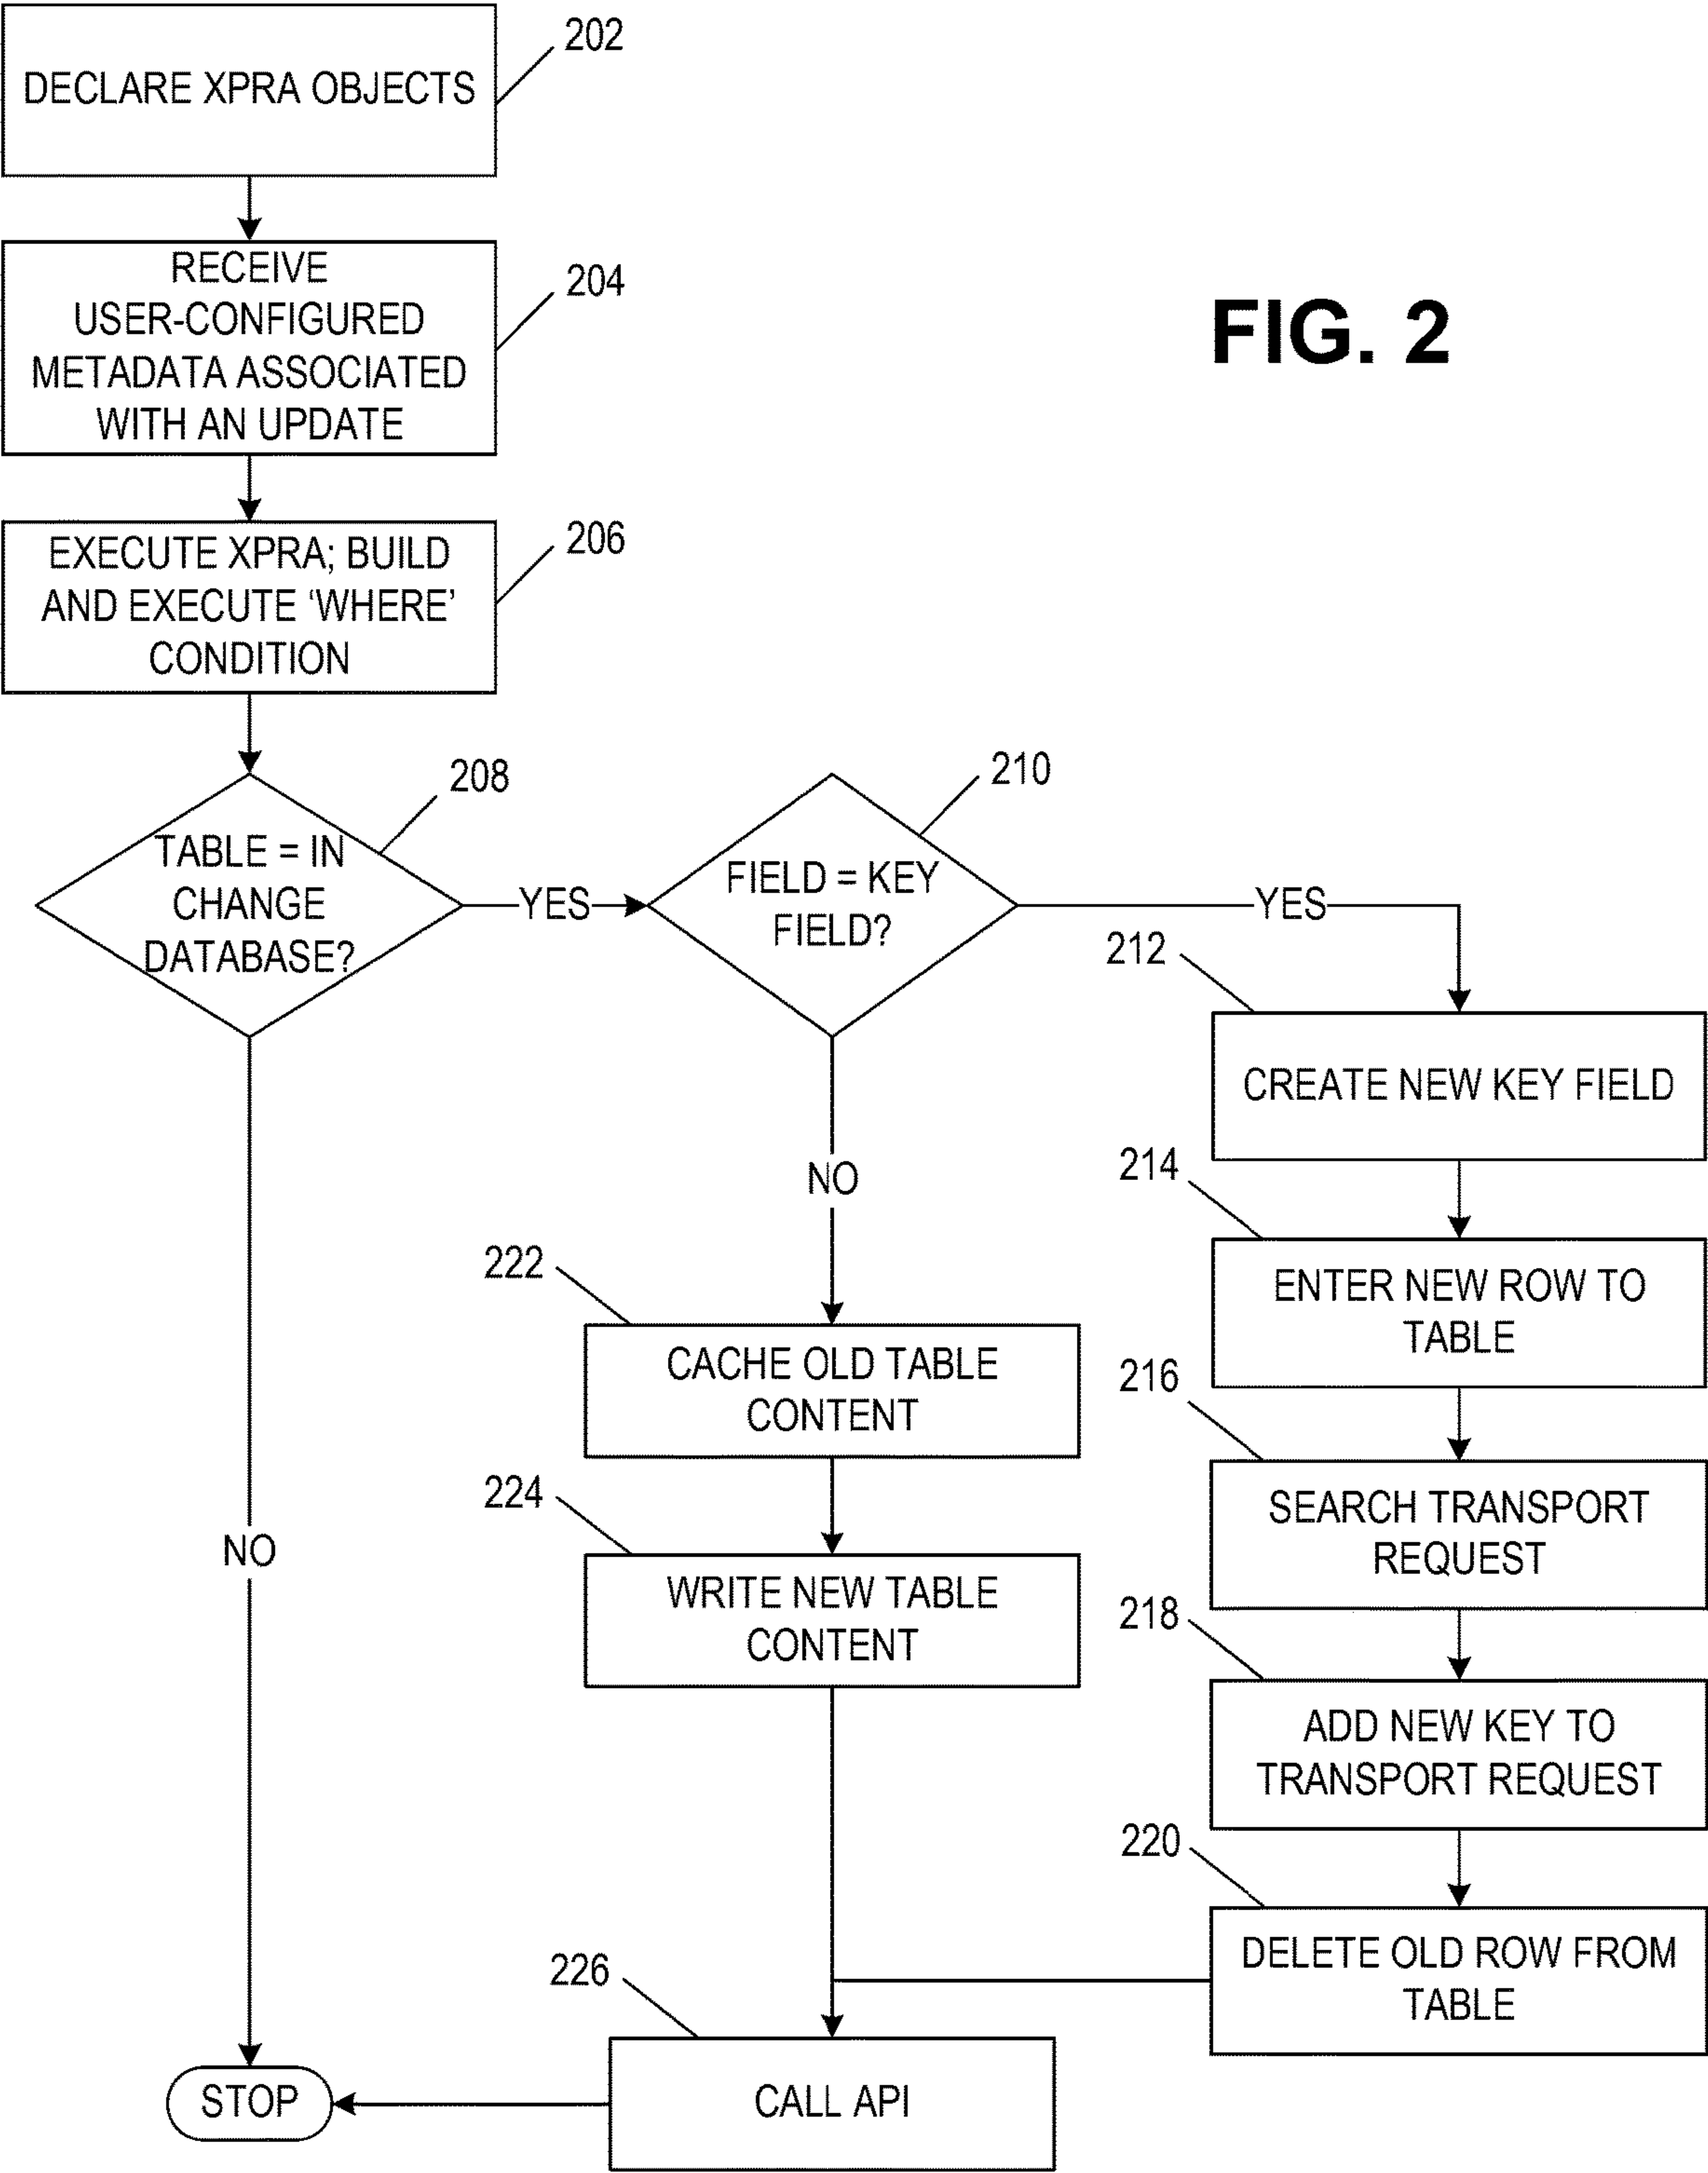 202
DECLARE XPRA OBJECTS
RECEIVE
USER-CONFIGURED
METADATA ASSOCIATED
WITH AN UPDATE
204
FIG. 2
EXECUTE XPRA; BUILD
AND EXECUTE ‘WHERE’
CONDITION
206
208
TABLE = IN
CHANGE
DATABASE?
YES
210
FIELD = KEY
FIELD?
YES
212
CREATE NEW KEY FIELD
214
ENTER NEW ROW TO
TABLE
216
SEARCH TRANSPORT
REQUEST
218
ADD NEW KEY TO
TRANSPORT REQUEST
220
DELETE OLD ROW FROM
TABLE
NO
222
CACHE OLD TABLE
CONTENT
224
WRITE NEW TABLE
CONTENT
NO
226
CALL API
STOP